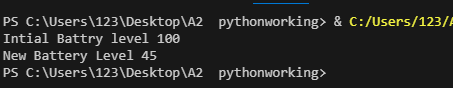 PS C:\Users\123\Desktop\A2  pythonworking> & C:/Users/123/
Intial Battry level 100
New Battery Level 45
PS C:\Users\123\Desktop\A2  pythonworking>